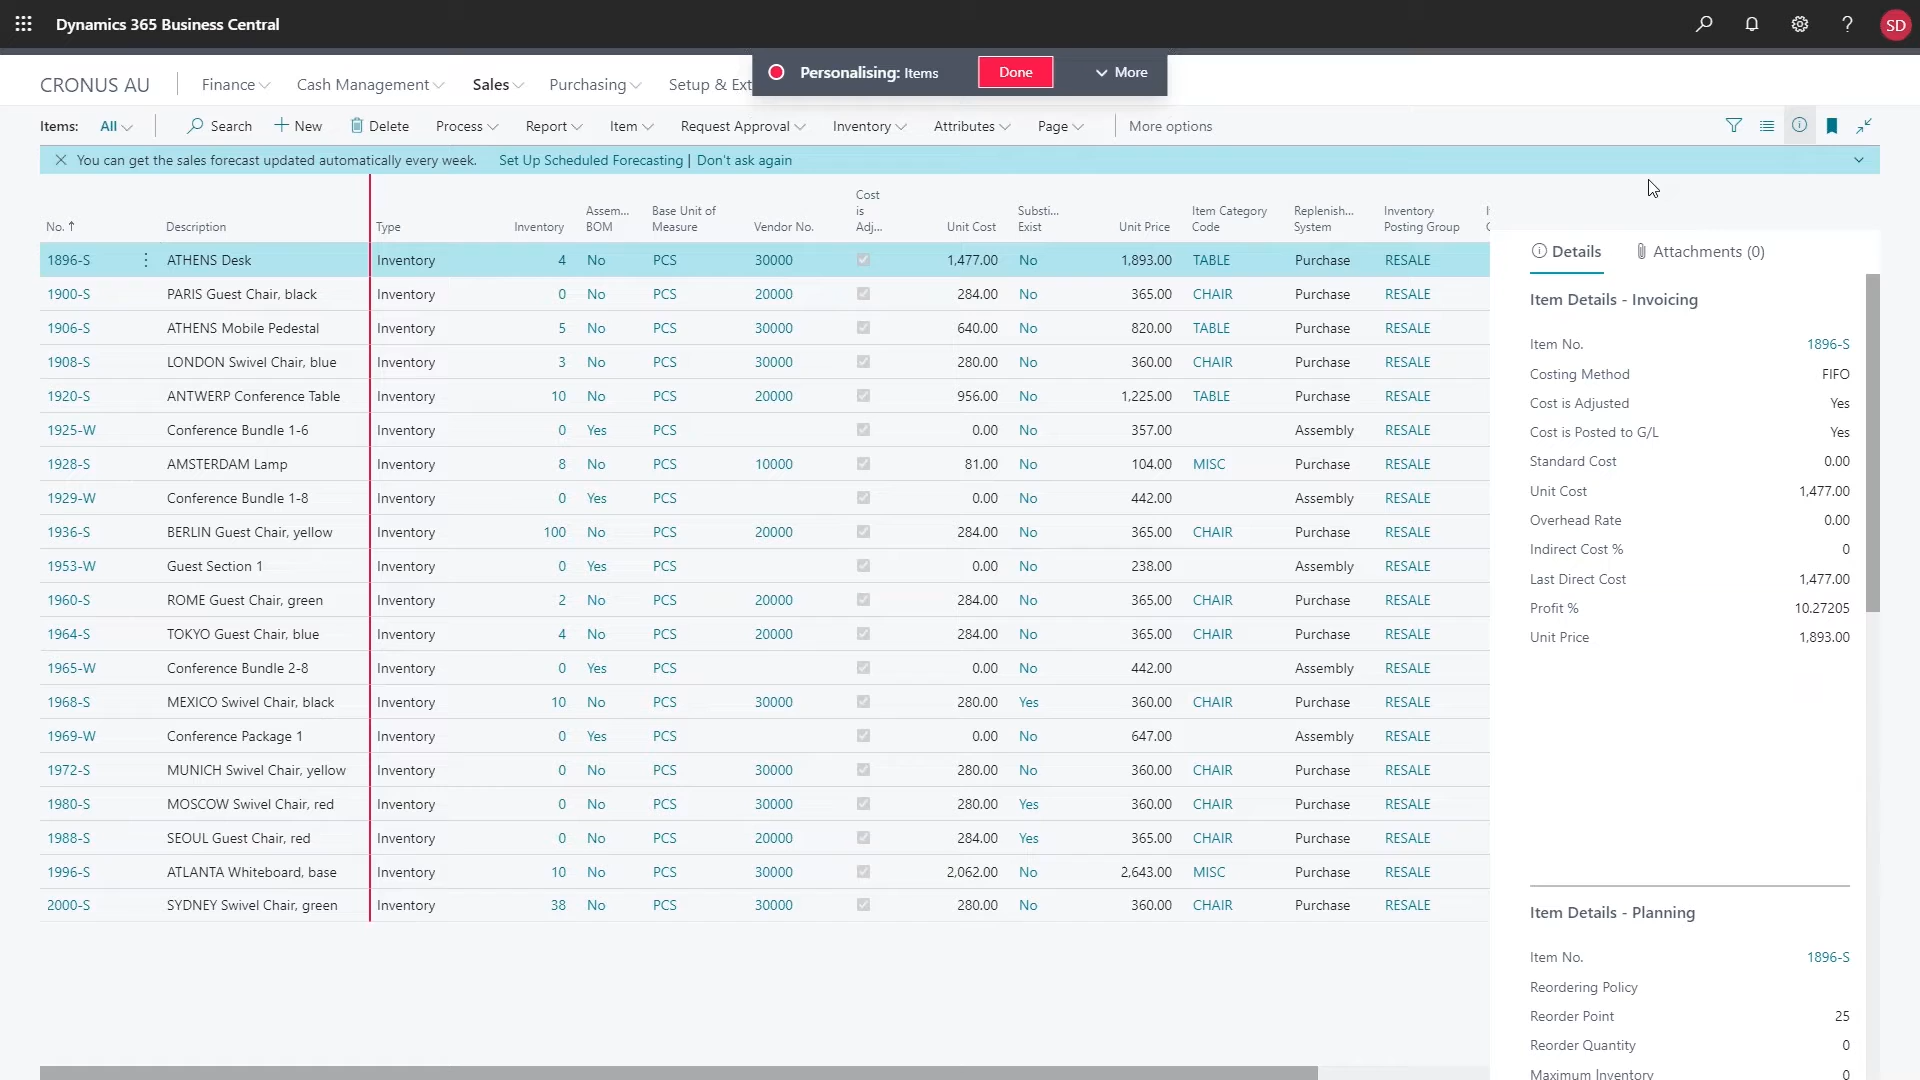 Dynamics 365 Business Central
SD
CRONUS AU
Finance
Cash Management
Sales
Purchasing
Setup & Ext
Personalising: Items
Done
More
Items: All
Search
New
Delete
Process
Report
Item
Request Approval
Inventory
Attributes
Page
More options
You can get the sales forecast updated automatically every week. Set Up Scheduled Forecasting | Don't ask again
No. ↑ Description Type Inventory Assem... BOM Base Unit of Measure Vendor No. Cost is Adj... Unit Cost Substi... Exist Unit Price Item Category Code Replenish... System Inventory Posting Group
1896-S ATHENS Desk Inventory 4 No PCS 30000 1,477.00 No 1,893.00 TABLE Purchase RESALE
1900-S PARIS Guest Chair, black Inventory 0 No PCS 20000 284.00 No 365.00 CHAIR Purchase RESALE
1906-S ATHENS Mobile Pedestal Inventory 5 No PCS 30000 640.00 No 820.00 TABLE Purchase RESALE
1908-S LONDON Swivel Chair, blue Inventory 3 No PCS 30000 280.00 No 360.00 CHAIR Purchase RESALE
1920-S ANTWERP Conference Table Inventory 10 No PCS 20000 956.00 No 1,225.00 TABLE Purchase RESALE
1925-W Conference Bundle 1-6 Inventory 0 Yes PCS 0.00 No 357.00 Assembly RESALE
1928-S AMSTERDAM Lamp Inventory 8 No PCS 10000 81.00 No 104.00 MISC Purchase RESALE
1929-W Conference Bundle 1-8 Inventory 0 Yes PCS 0.00 No 442.00 Assembly RESALE
1936-S BERLIN Guest Chair, yellow Inventory 100 No PCS 20000 284.00 No 365.00 CHAIR Purchase RESALE
1953-W Guest Section 1 Inventory 0 Yes PCS 0.00 No 238.00 Assembly RESALE
1960-S ROME Guest Chair, green Inventory 2 No PCS 20000 284.00 No 365.00 CHAIR Purchase RESALE
1964-S TOKYO Guest Chair, blue Inventory 4 No PCS 20000 284.00 No 365.00 CHAIR Purchase RESALE
1965-W Conference Bundle 2-8 Inventory 0 Yes PCS 0.00 No 442.00 Assembly RESALE
1968-S MEXICO Swivel Chair, black Inventory 10 No PCS 30000 280.00 Yes 360.00 CHAIR Purchase RESALE
1969-W Conference Package 1 Inventory 0 Yes PCS 0.00 No 647.00 Assembly RESALE
1972-S MUNICH Swivel Chair, yellow Inventory 0 No PCS 30000 280.00 No 360.00 CHAIR Purchase RESALE
1980-S MOSCOW Swivel Chair, red Inventory 0 No PCS 30000 280.00 Yes 360.00 CHAIR Purchase RESALE
1988-S SEOUL Guest Chair, red Inventory 0 No PCS 20000 284.00 Yes 365.00 CHAIR Purchase RESALE
1996-S ATLANTA Whiteboard, base Inventory 10 No PCS 30000 2,062.00 No 2,643.00 MISC Purchase RESALE
2000-S SYDNEY Swivel Chair, green Inventory 38 No PCS 30000 280.00 No 360.00 CHAIR Purchase RESALE
Details
Attachments (0)
Item Details - Invoicing
Item No. 1896-S
Costing Method FIFO
Cost is Adjusted Yes
Cost is Posted to G/L Yes
Standard Cost 0.00
Unit Cost 1,477.00
Overhead Rate 0.00
Indirect Cost % 0
Last Direct Cost 1,477.00
Profit % 10.27205
Unit Price 1,893.00
Item Details - Planning
Item No. 1896-S
Reordering Policy
Reorder Point 25
Reorder Quantity 0
Maximum Inventory 0